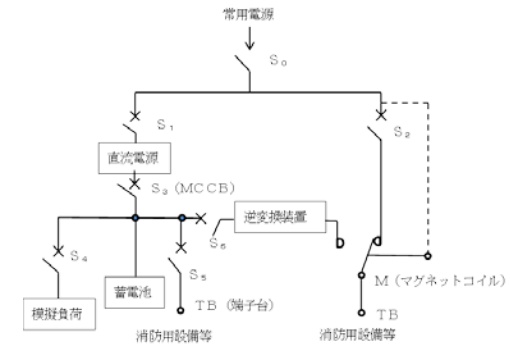 常用電源
S₀
S₁
S₂
直流電源
S₃（MCCB）
逆変換装置
S₆
S₄
S₅
蓄電池
M（マグネットコイル）
模擬負荷
TB（端子台）
TB
消防用設備等
消防用設備等